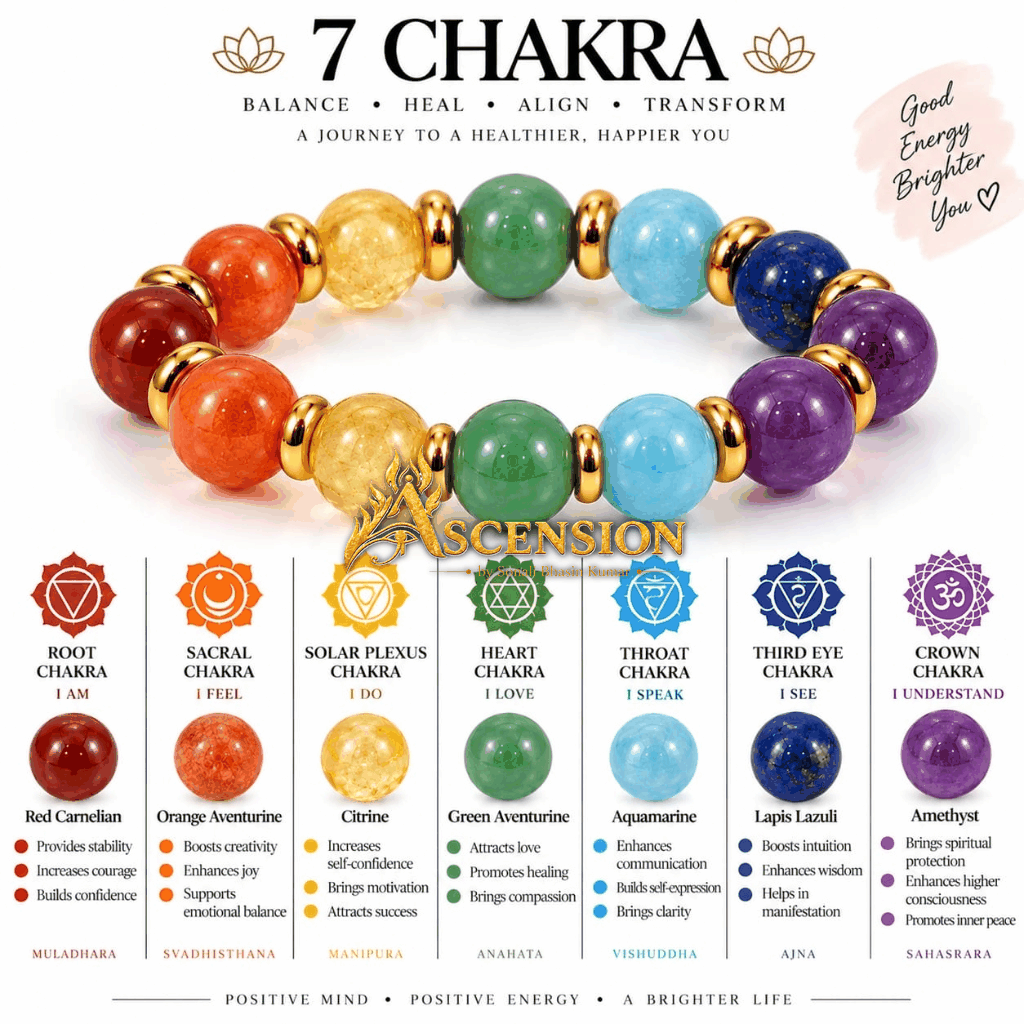 7 CHAKRA
BALANCE • HEAL • ALIGN • TRANSFORM
A JOURNEY TO A HEALTHIER, HAPPIER YOU
Good
Energy
Brighter
You ♡
ASCENSION
ROOT
CHAKRA
I AM
Red Carnelian
Provides stability
Increases courage
Builds confidence
MULADHARA
SACRAL
CHAKRA
I FEEL
Orange Aventurine
Boosts creativity
Enhances joy
Supports
emotional balance
SVADHISTHANA
SOLAR PLEXUS
CHAKRA
I DO
Citrine
Increases
self-confidence
Brings motivation
Attracts success
MANIPURA
HEART
CHAKRA
I LOVE
Green Aventurine
Attracts love
Promotes healing
Brings compassion
ANAHATA
THROAT
CHAKRA
I SPEAK
Aquamarine
Enhances
communication
Builds self-expression
Brings clarity
VISHUDDHA
THIRD EYE
CHAKRA
I SEE
Lapis Lazuli
Boosts intuition
Enhances wisdom
Helps in
manifestation
AJNA
ॐ
CROWN
CHAKRA
I UNDERSTAND
Amethyst
Brings spiritual
protection
Enhances higher
consciousness
Promotes inner peace
SAHASRARA
POSITIVE MIND • POSITIVE ENERGY • A BRIGHTER LIFE